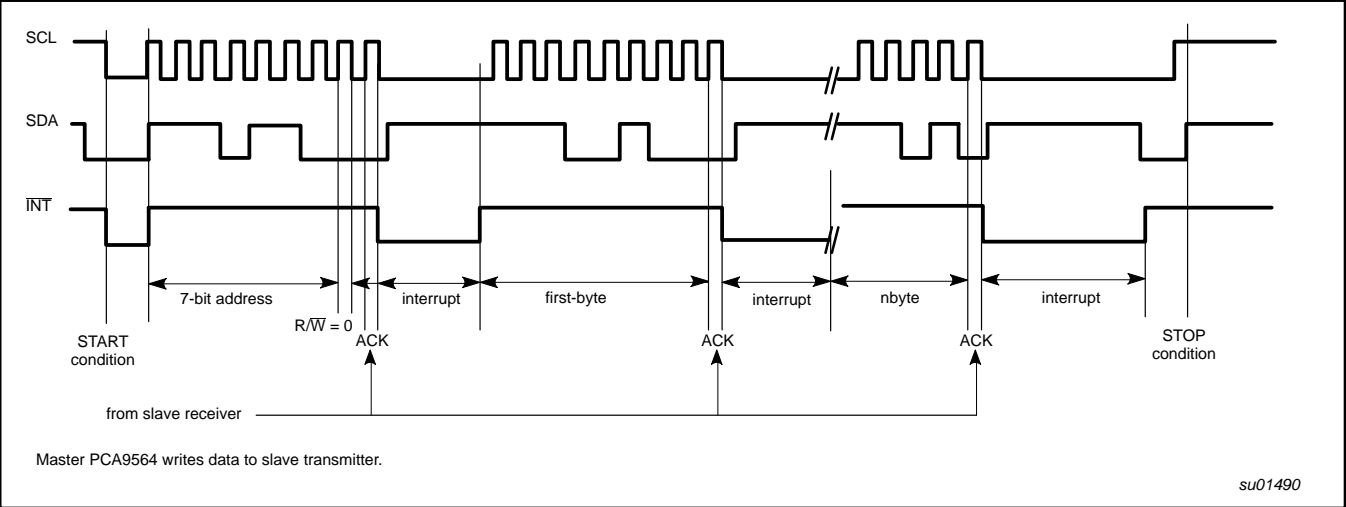 SCL
SDA
I̅N̅T̅
7-bit address
interrupt
first-byte
interrupt
nbyte
interrupt
R/W̅ = 0
START
condition
ACK
ACK
ACK
STOP
condition
from slave receiver
Master PCA9564 writes data to slave transmitter.
su01490